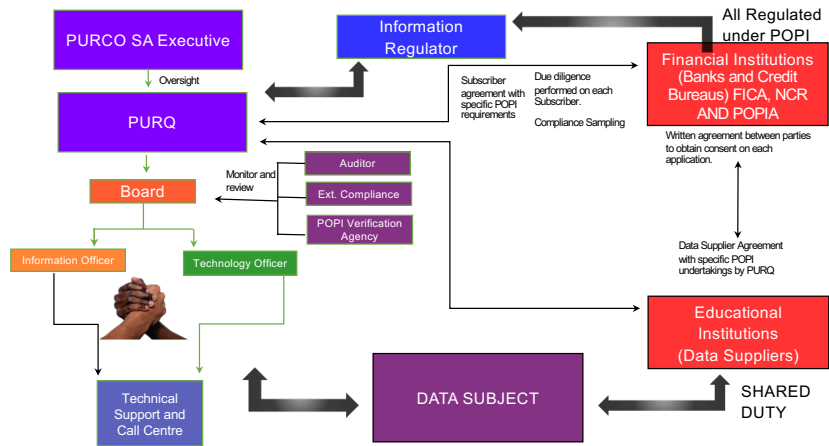 PURCO SA Executive
Oversight
PURQ
Board
Information Officer
Technology Officer
Technical
Support and
Call Centre
Information
Regulator
Monitor and
review
Auditor
Ext. Compliance
POPI Verification
Agency
Subscriber
agreement with
specific POPI
requirements
Due diligence
performed on each
Subscriber.
Compliance Sampling
All Regulated
under POPI
Financial Institutions
(Banks and Credit
Bureaus) FICA, NCR
AND POPIA
Written agreement between parties
to obtain consent on each
application.
Data Supplier Agreement
with specific POPI
undertakings by PURQ
Educational
Institutions
(Data Suppliers)
DATA SUBJECT
SHARED
DUTY